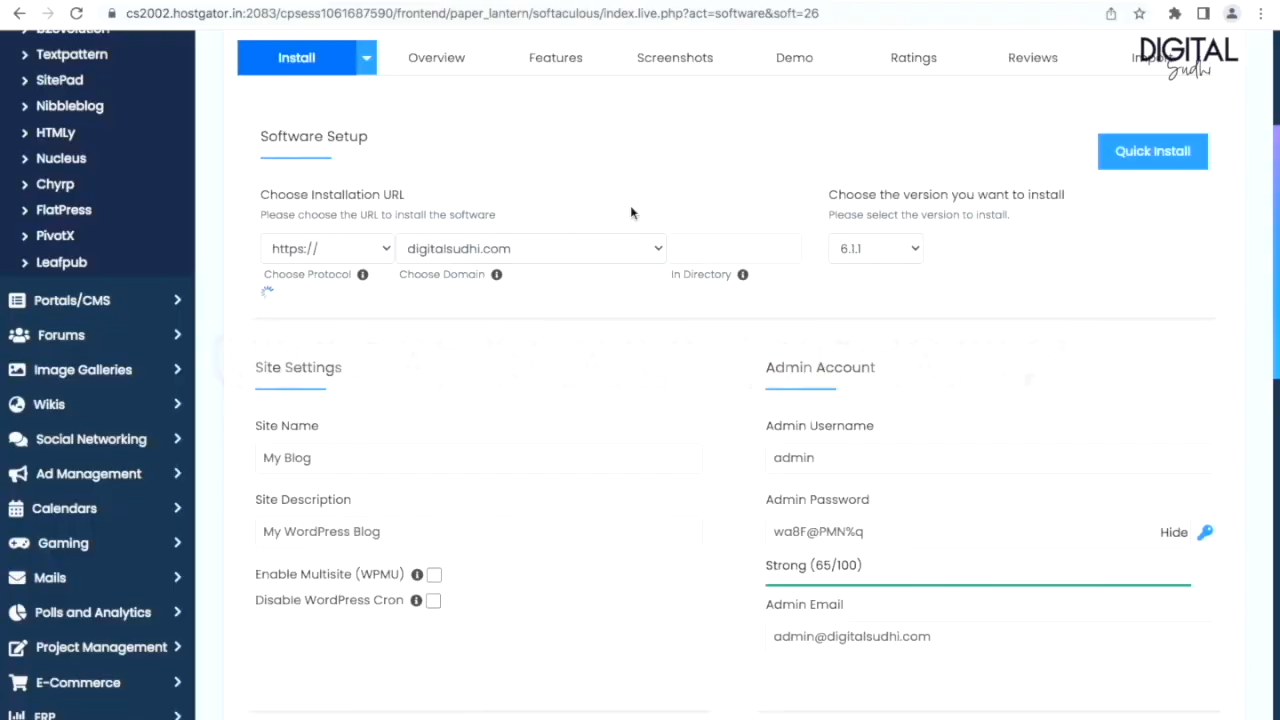 cs2002.hostgator.in:2083/cpsess1061687590/frontend/paper_lantern/softaculous/index.live.php?act=software&soft=26
b2evolution
Textpattern
SitePad
Nibbleblog
HTMLy
Nucleus
Chyrp
FlatPress
PivotX
Leafpub
Portals/CMS
Forums
Image Galleries
Wikis
Social Networking
Ad Management
Calendars
Gaming
Mails
Polls and Analytics
Project Management
E-Commerce
ERP
Install
Overview
Features
Screenshots
Demo
Ratings
Reviews
DIGITAL
Sudhi
Software Setup
Quick Install
Choose Installation URL
Please choose the URL to install the software
https://
digitalsudhi.com
Choose Protocol
Choose Domain
In Directory
Choose the version you want to install
Please select the version to install.
6.1.1
Site Settings
Site Name
My Blog
Site Description
My WordPress Blog
Enable Multisite (WPMU)
Disable WordPress Cron
Admin Account
Admin Username
admin
Admin Password
wa8F@PMN%q
Hide
Strong (65/100)
Admin Email
admin@digitalsudhi.com